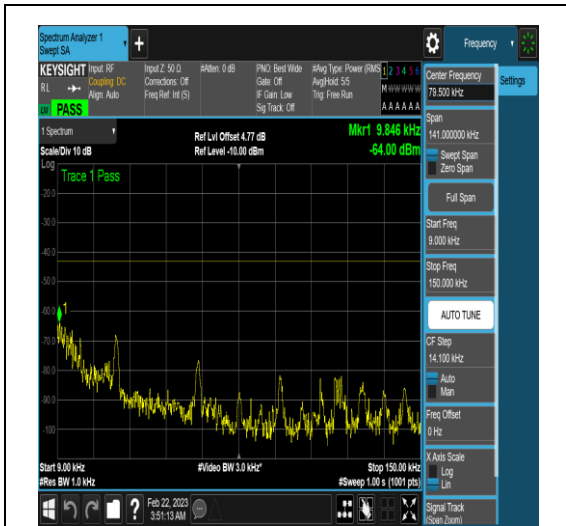 Spectrum Analyzer 1
Swept SA
Frequency
KEYSIGHT
Input: RF
Input Z: 50 Ω
#Atten: 0 dB
PNO: Best Wide
#Avg Type: Power (RMS
1 2 3 4 5 6
RL
Coupling: DC
Corrections: Off
Gate: Off
Avg|Hold: 5/5
M W W W W W
Align: Auto
Freq Ref: Int (S)
IF Gain: Low
Trig: Free Run
PASS
Sig Track: Off
A A A A A A
Center Frequency
79.500 kHz
Settings
Span
141.000000 kHz
Swept Span
Zero Span
Full Span
Start Freq
9.000 kHz
Stop Freq
150.000 kHz
AUTO TUNE
CF Step
14.100 kHz
Auto
Man
Freq Offset
0 Hz
X Axis Scale
Log
Lin
Signal Track
(Span Zoom)
1 Spectrum
Ref Lvl Offset 4.77 dB
Mkr1 9.846 kHz
Scale/Div 10 dB
Ref Level -10.00 dBm
-64.00 dBm
Log
Trace 1 Pass
-20.0
-30.0
-40.0
-50.0
-60.0
1
-70.0
-80.0
-90.0
-100
Start 9.00 kHz
#Video BW 3.0 kHz*
Stop 150.00 kHz
#Res BW 1.0 kHz
#Sweep 1.00 s (1001 pts)
?
Feb 22, 2023
3:51:13 AM